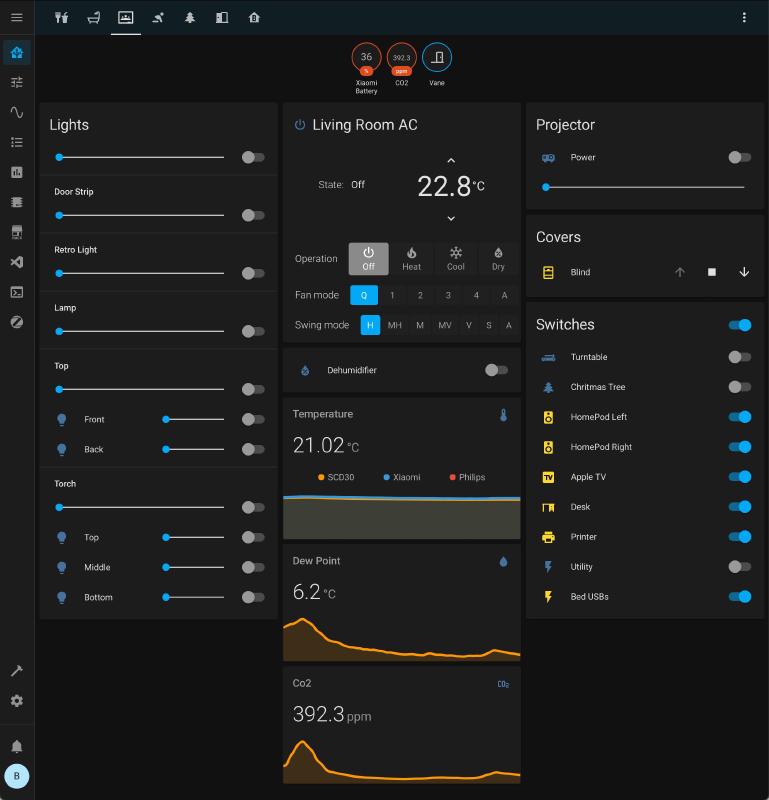 36
%
Xiaomi
Battery
392.3
ppm
CO2
Vane
Lights
Door Strip
Retro Light
Lamp
Top
Front
Back
Torch
Top
Middle
Bottom
B
Living Room AC
State: Off
22.8°C
Operation
Off
Heat
Cool
Dry
Fan mode
Q 1 2 3 4 A
Swing mode
H MH M MV V S A
Dehumidifier
Temperature
21.02 °C
SCD30 Xiaomi Philips
Dew Point
6.2 °C
Co2
CO₂
392.3 ppm
Projector
Power
Covers
Blind
Switches
Turntable
Chritmas Tree
HomePod Left
HomePod Right
TV
Apple TV
Desk
Printer
Utility
Bed USBs